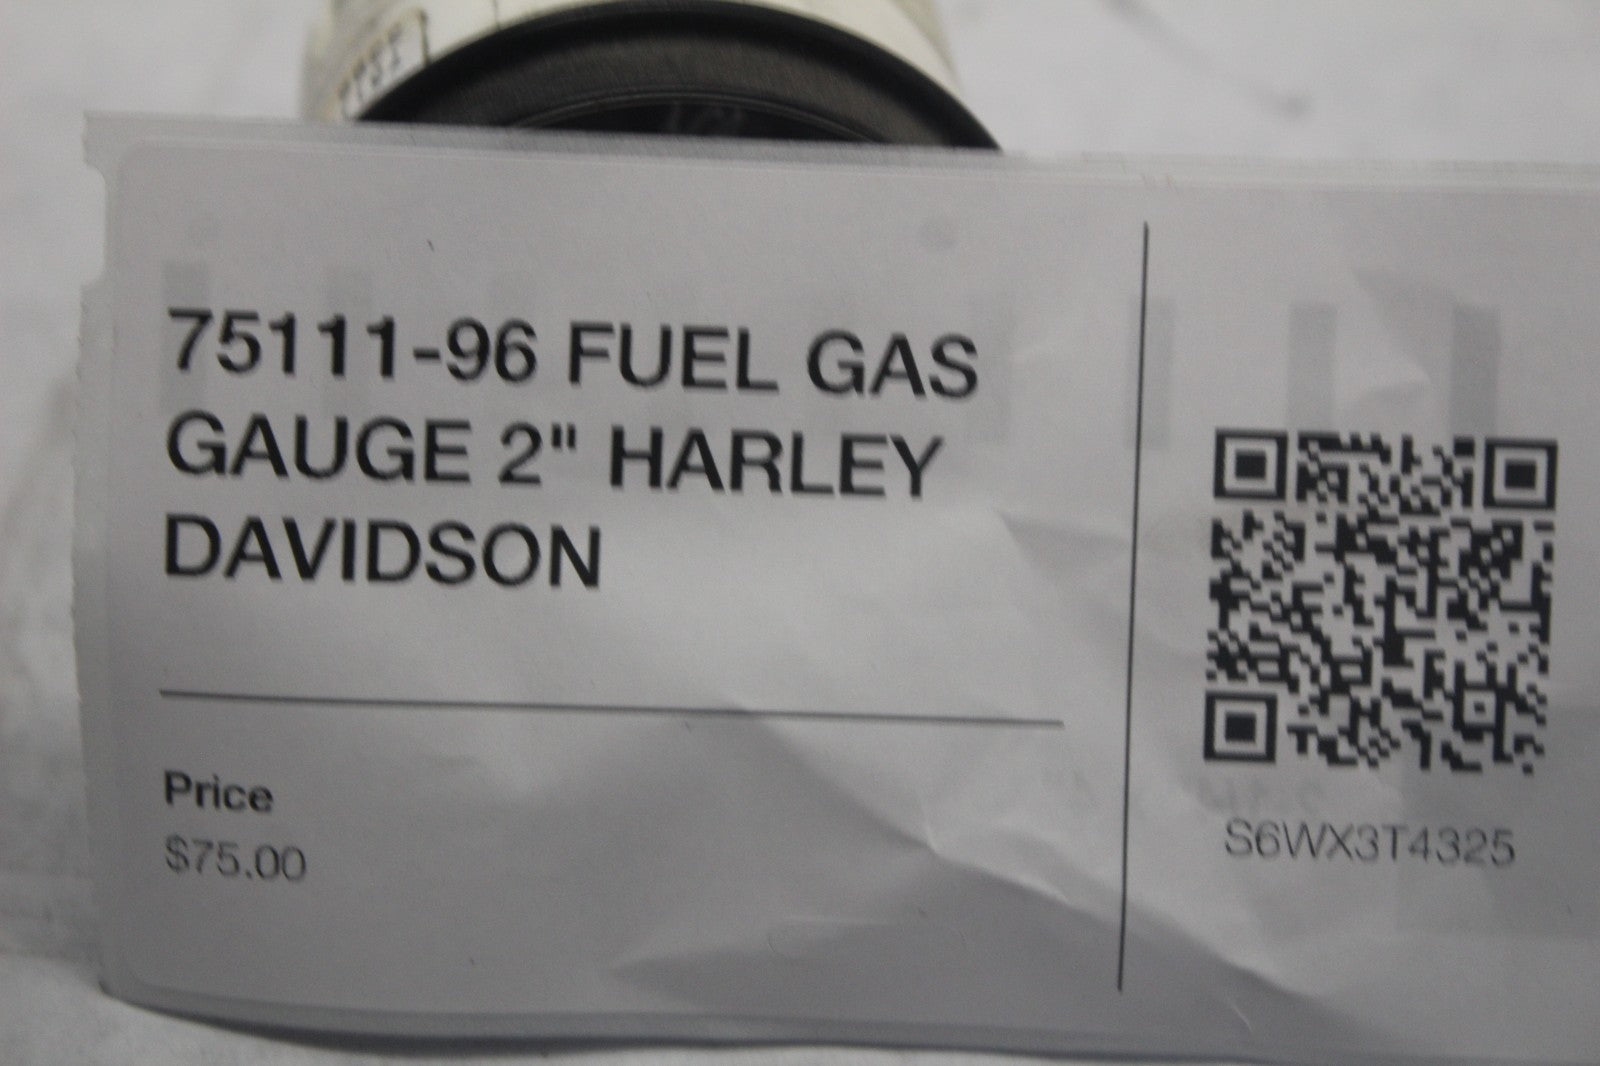 75111-96 FUEL GAS
GAUGE 2" HARLEY
DAVIDSON
Price
$75.00
S6WX3T4325